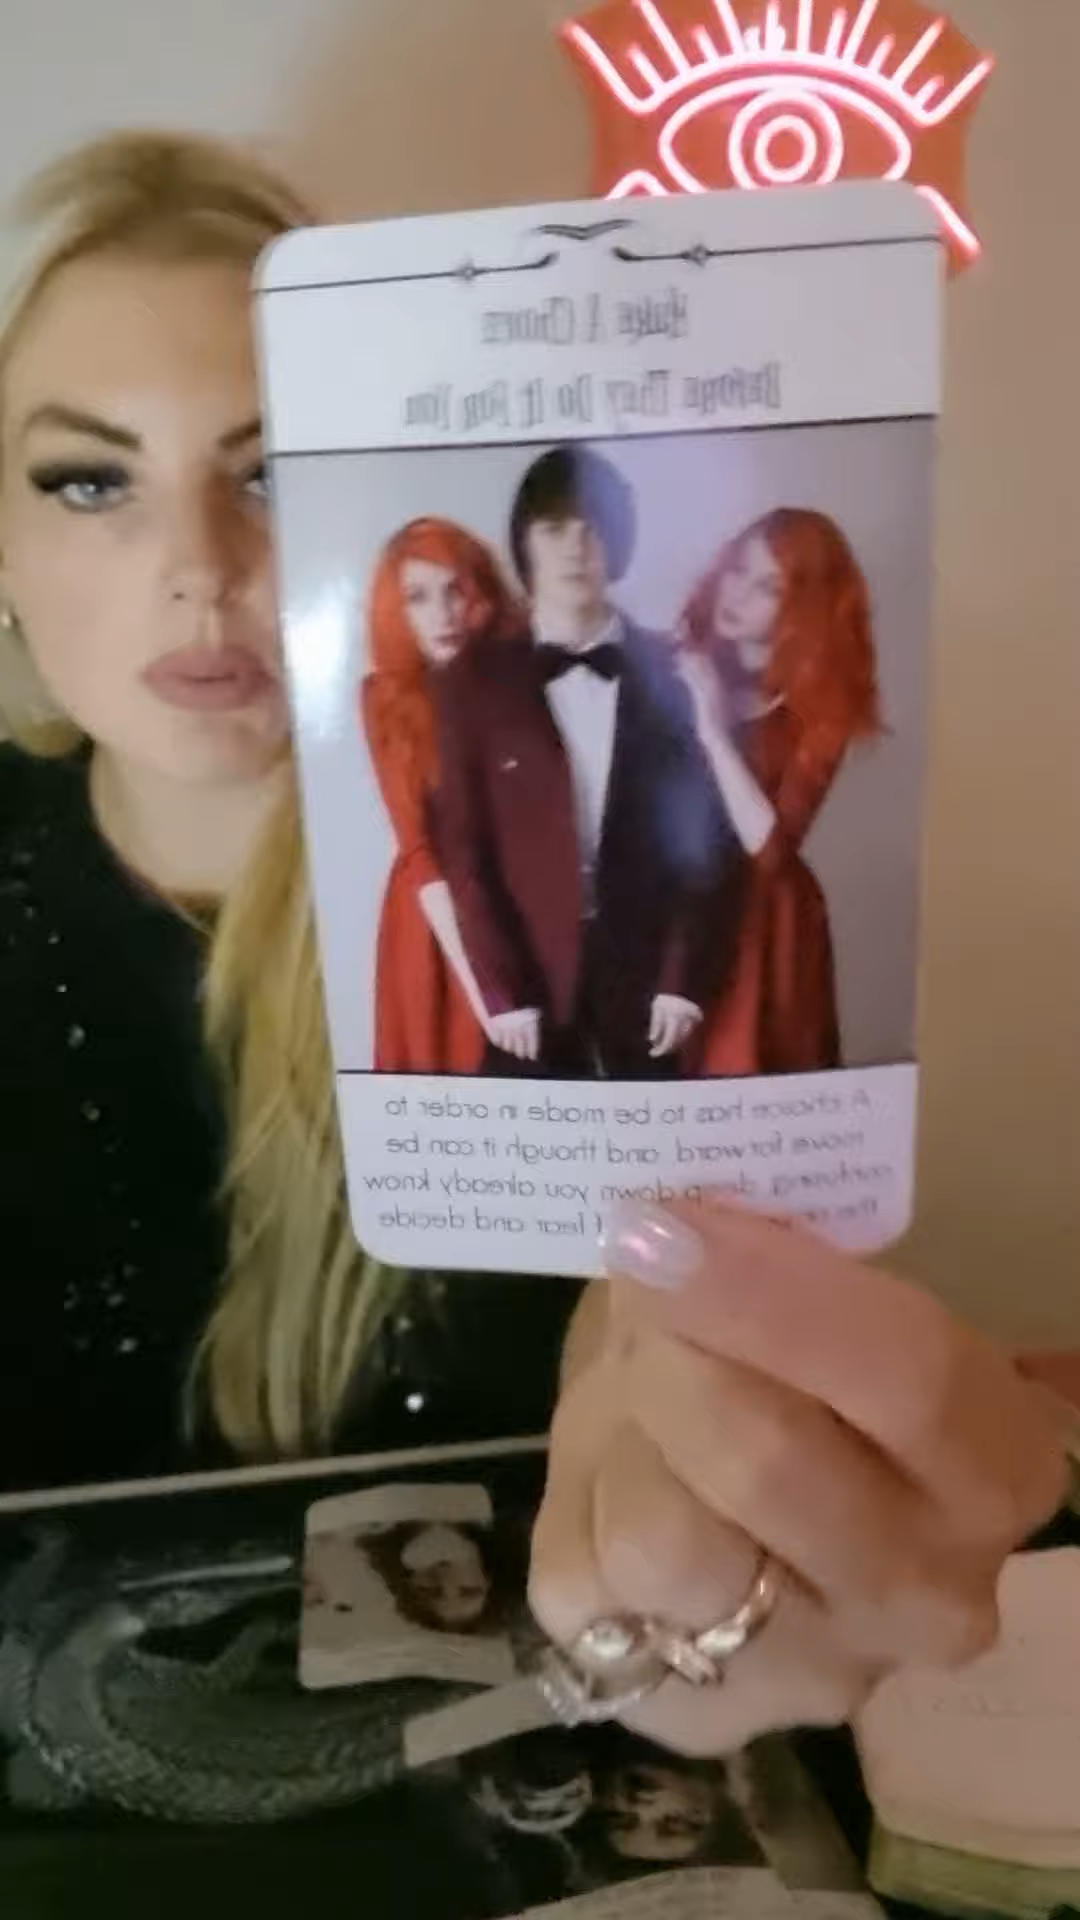 Make A Choice
Before They Do It For You
A choice has to be made in order to
move forward, and though it can be
confusing, deep down you already know
fear and decide